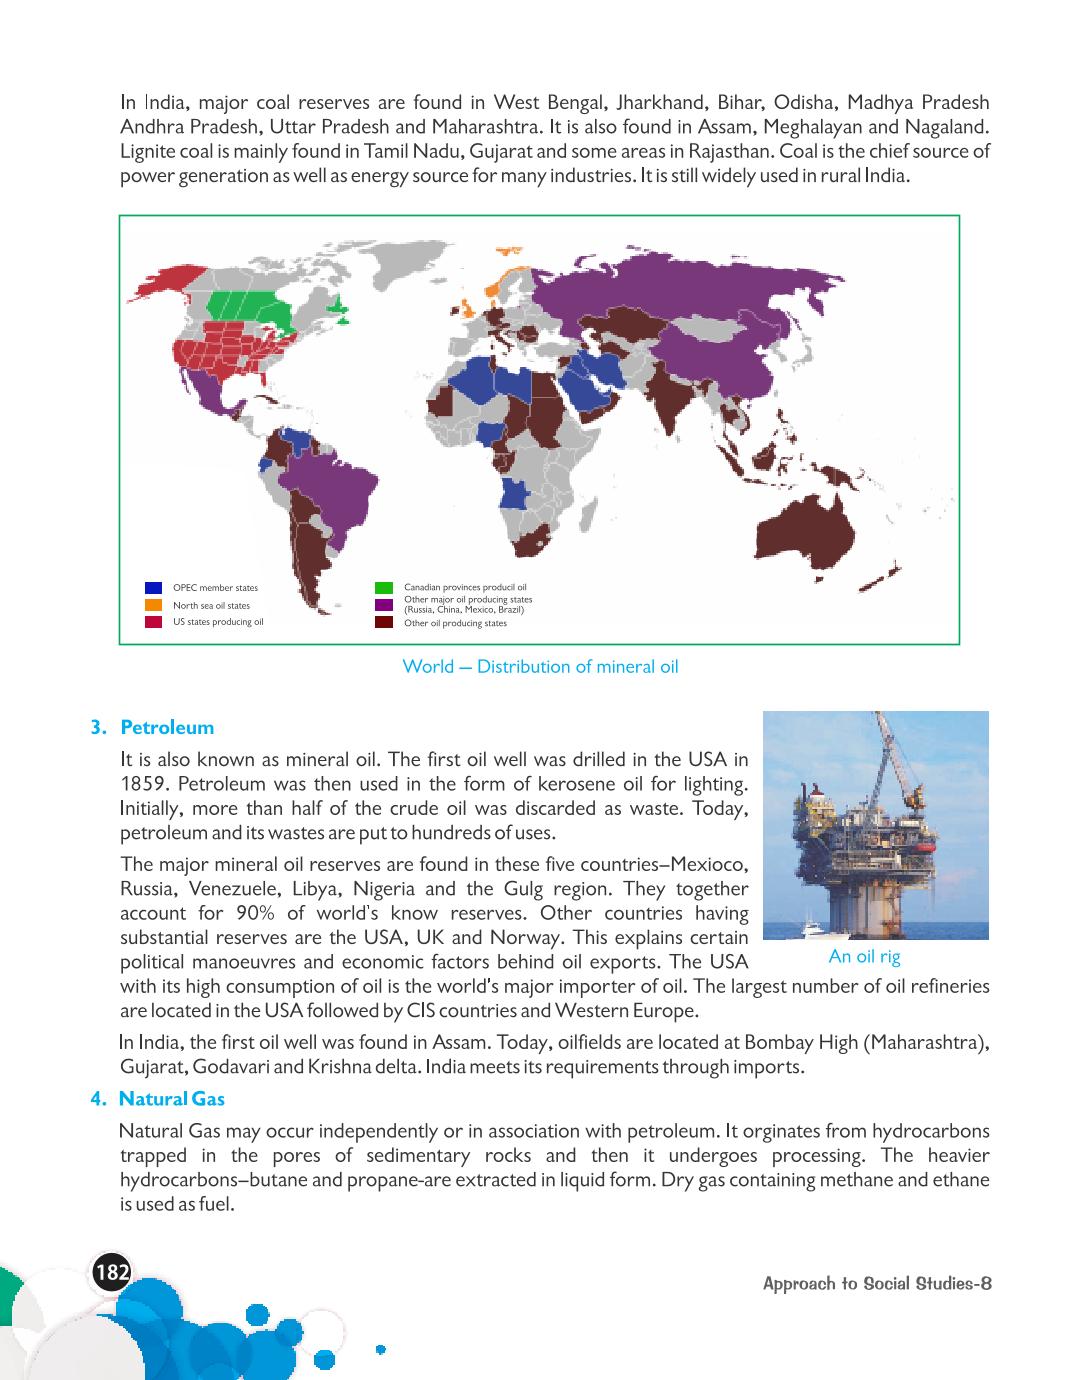 In India, major coal reserves are found in West Bengal, Jharkhand, Bihar, Odisha, Madhya Pradesh
Andhra Pradesh, Uttar Pradesh and Maharashtra. It is also found in Assam, Meghalayan and Nagaland.
Lignite coal is mainly found in Tamil Nadu, Gujarat and some areas in Rajasthan. Coal is the chief source of
power generation as well as energy source for many industries. It is still widely used in rural India.
OPEC member states
North sea oil states
US states producing oil
Canadian provinces producil oil
Other major oil producing states
(Russia, China, Mexico, Brazil)
Other oil producing states
World — Distribution of mineral oil
3. Petroleum
It is also known as mineral oil. The first oil well was drilled in the USA in
1859. Petroleum was then used in the form of kerosene oil for lighting.
Initially, more than half of the crude oil was discarded as waste. Today,
petroleum and its wastes are put to hundreds of uses.
The major mineral oil reserves are found in these five countries–Mexioco,
Russia, Venezuele, Libya, Nigeria and the Gulg region. They together
account for 90% of world's know reserves. Other countries having
substantial reserves are the USA, UK and Norway. This explains certain
political manoeuvres and economic factors behind oil exports. The USA
with its high consumption of oil is the world's major importer of oil. The largest number of oil refineries
are located in the USA followed by CIS countries and Western Europe.
An oil rig
In India, the first oil well was found in Assam. Today, oilfields are located at Bombay High (Maharashtra),
Gujarat, Godavari and Krishna delta. India meets its requirements through imports.
4. Natural Gas
Natural Gas may occur independently or in association with petroleum. It orginates from hydrocarbons
trapped in the pores of sedimentary rocks and then it undergoes processing. The heavier
hydrocarbons–butane and propane-are extracted in liquid form. Dry gas containing methane and ethane
is used as fuel.
182
Approach to Social Studies-8